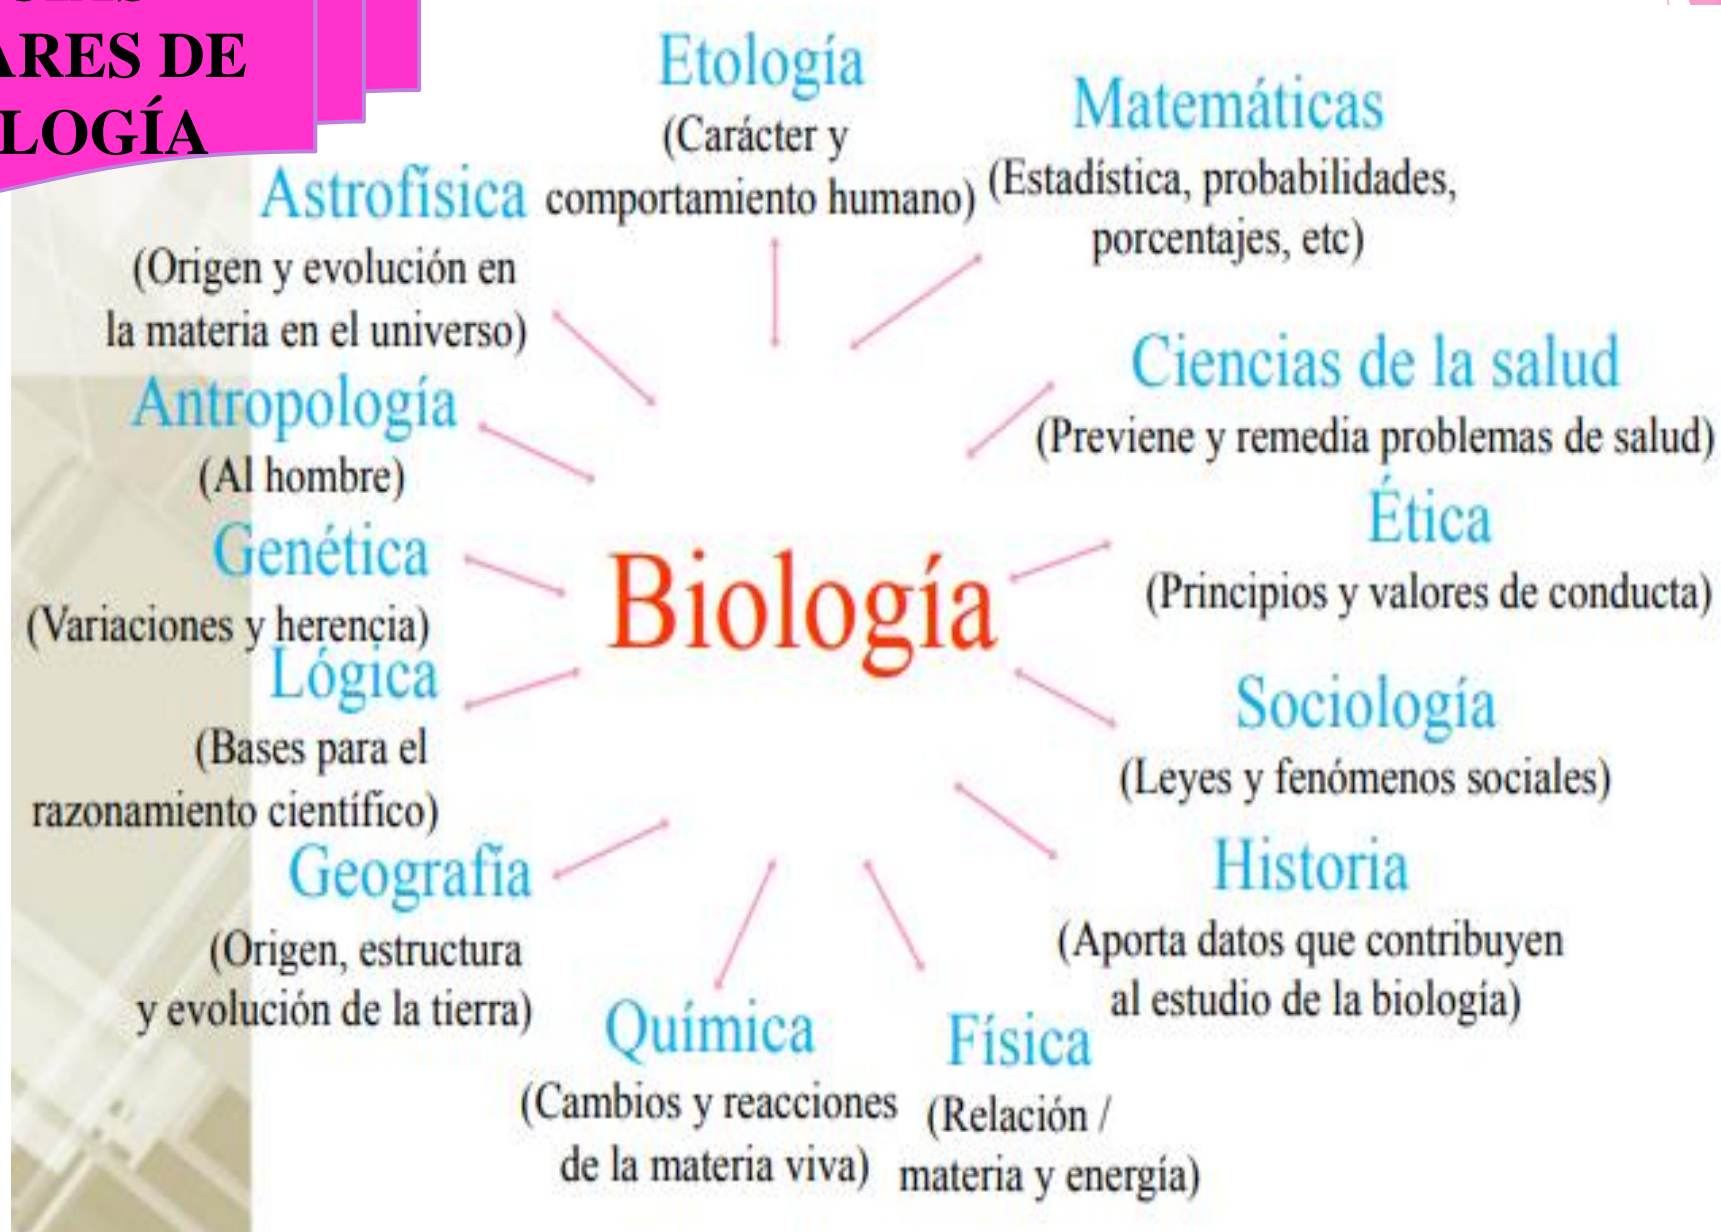 ARES DE
LOGÍA
Etología
(Carácter y
comportamiento humano)
Matemáticas
(Estadística, probabilidades,
porcentajes, etc)
Astrofísica
(Origen y evolución en
la materia en el universo)
Ciencias de la salud
(Previene y remedia problemas de salud)
Antropología
(Al hombre)
Ética
(Principios y valores de conducta)
Genética
(Variaciones y herencia)
Biología
Lógica
(Bases para el
razonamiento científico)
Sociología
(Leyes y fenómenos sociales)
Geografía
(Origen, estructura
y evolución de la tierra)
Historia
(Aporta datos que contribuyen
al estudio de la biología)
Química
(Cambios y reacciones
de la materia viva)
Física
(Relación /
materia y energía)